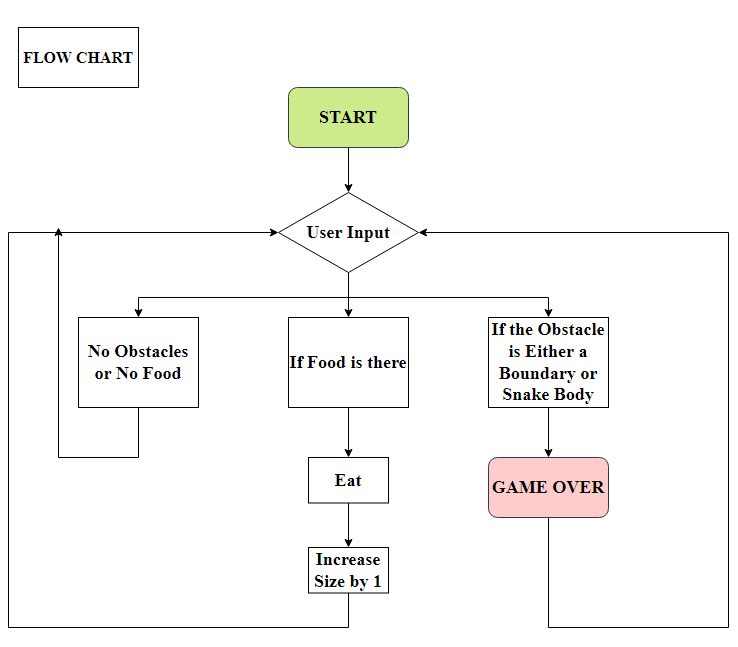 FLOW CHART
START
User Input
No Obstacles
or No Food
If Food is there
If the Obstacle
is Either a
Boundary or
Snake Body
Eat
GAME OVER
Increase
Size by 1